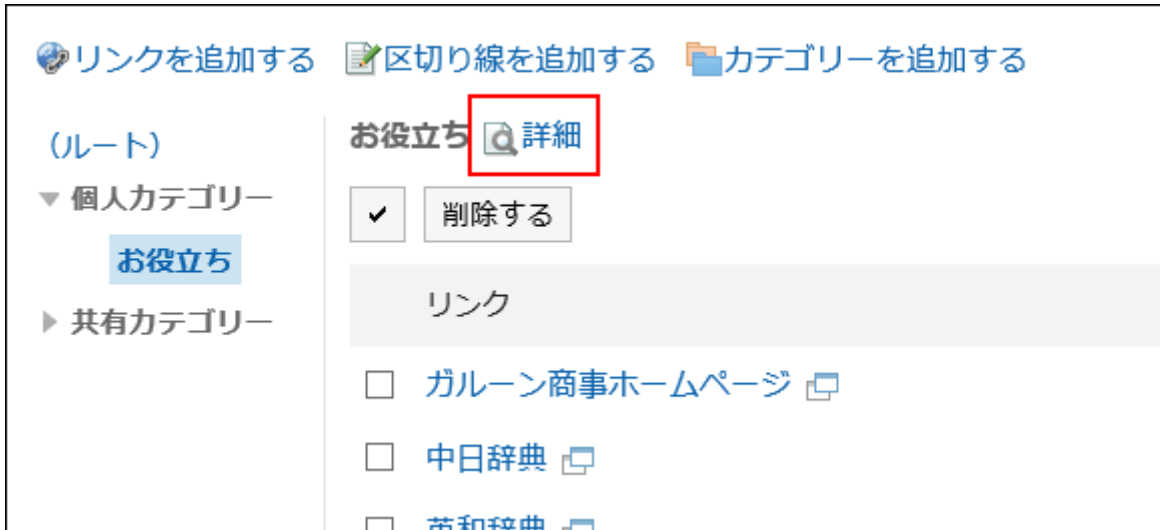 リンクを追加する 区切り線を追加する カテゴリーを追加する
(ルート)
個人カテゴリー
お役立ち
共有カテゴリー
お役立ち 詳細
削除する
リンク
ガルーン商事ホームページ
中日辞典
英和辞典